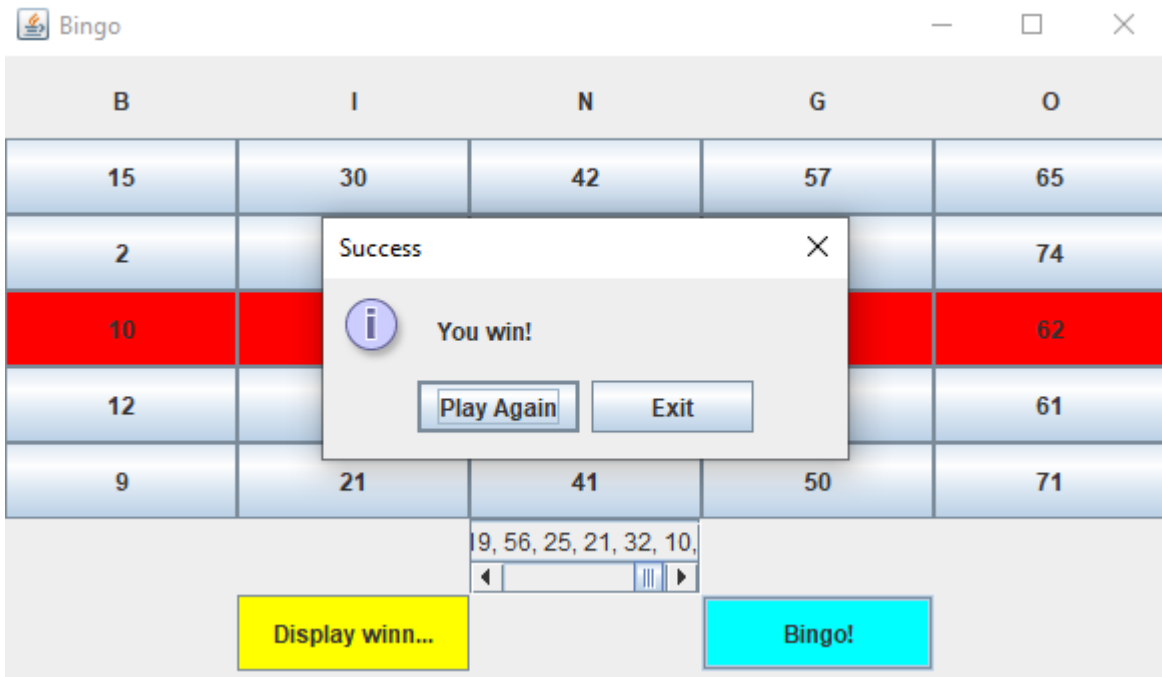 Bingo
B I N G O
15 30 42 57 65
2 74
Success
You win!
10 62
Play Again Exit
12 61
9 21 41 50 71
19, 56, 25, 21, 32, 10,
Display winn...
Bingo!